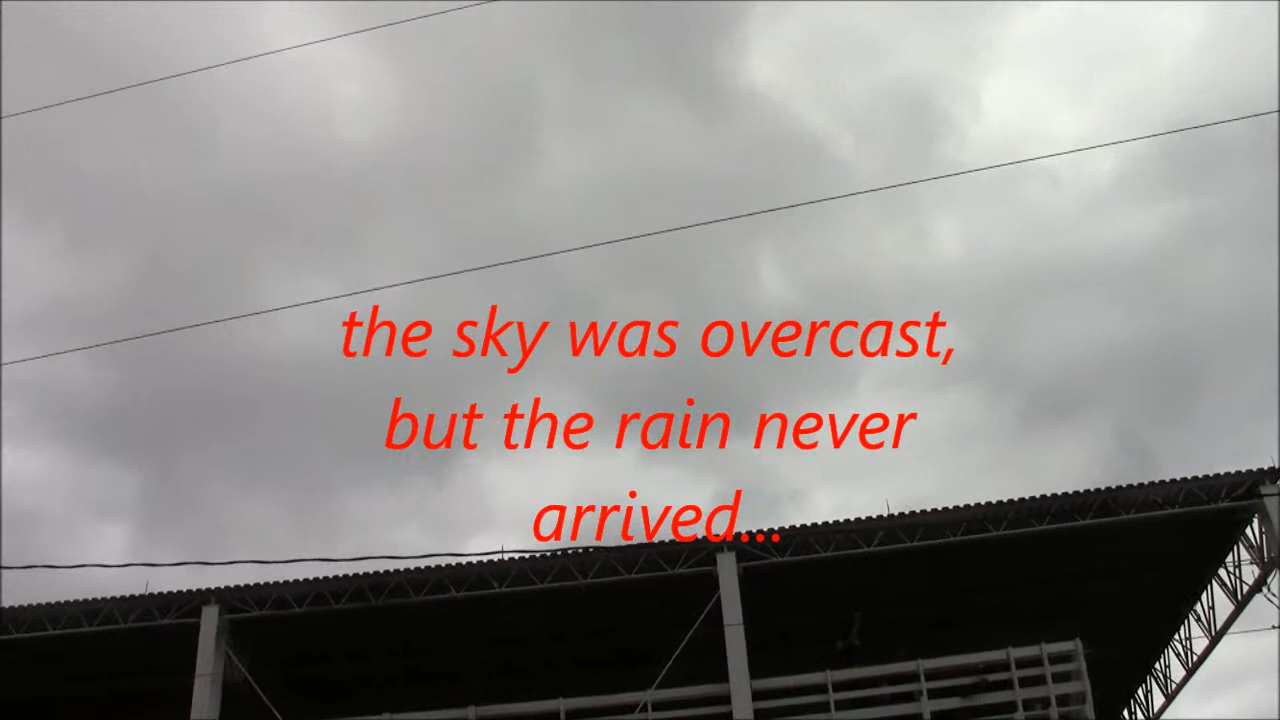 the sky was overcast,
but the rain never
arrived...